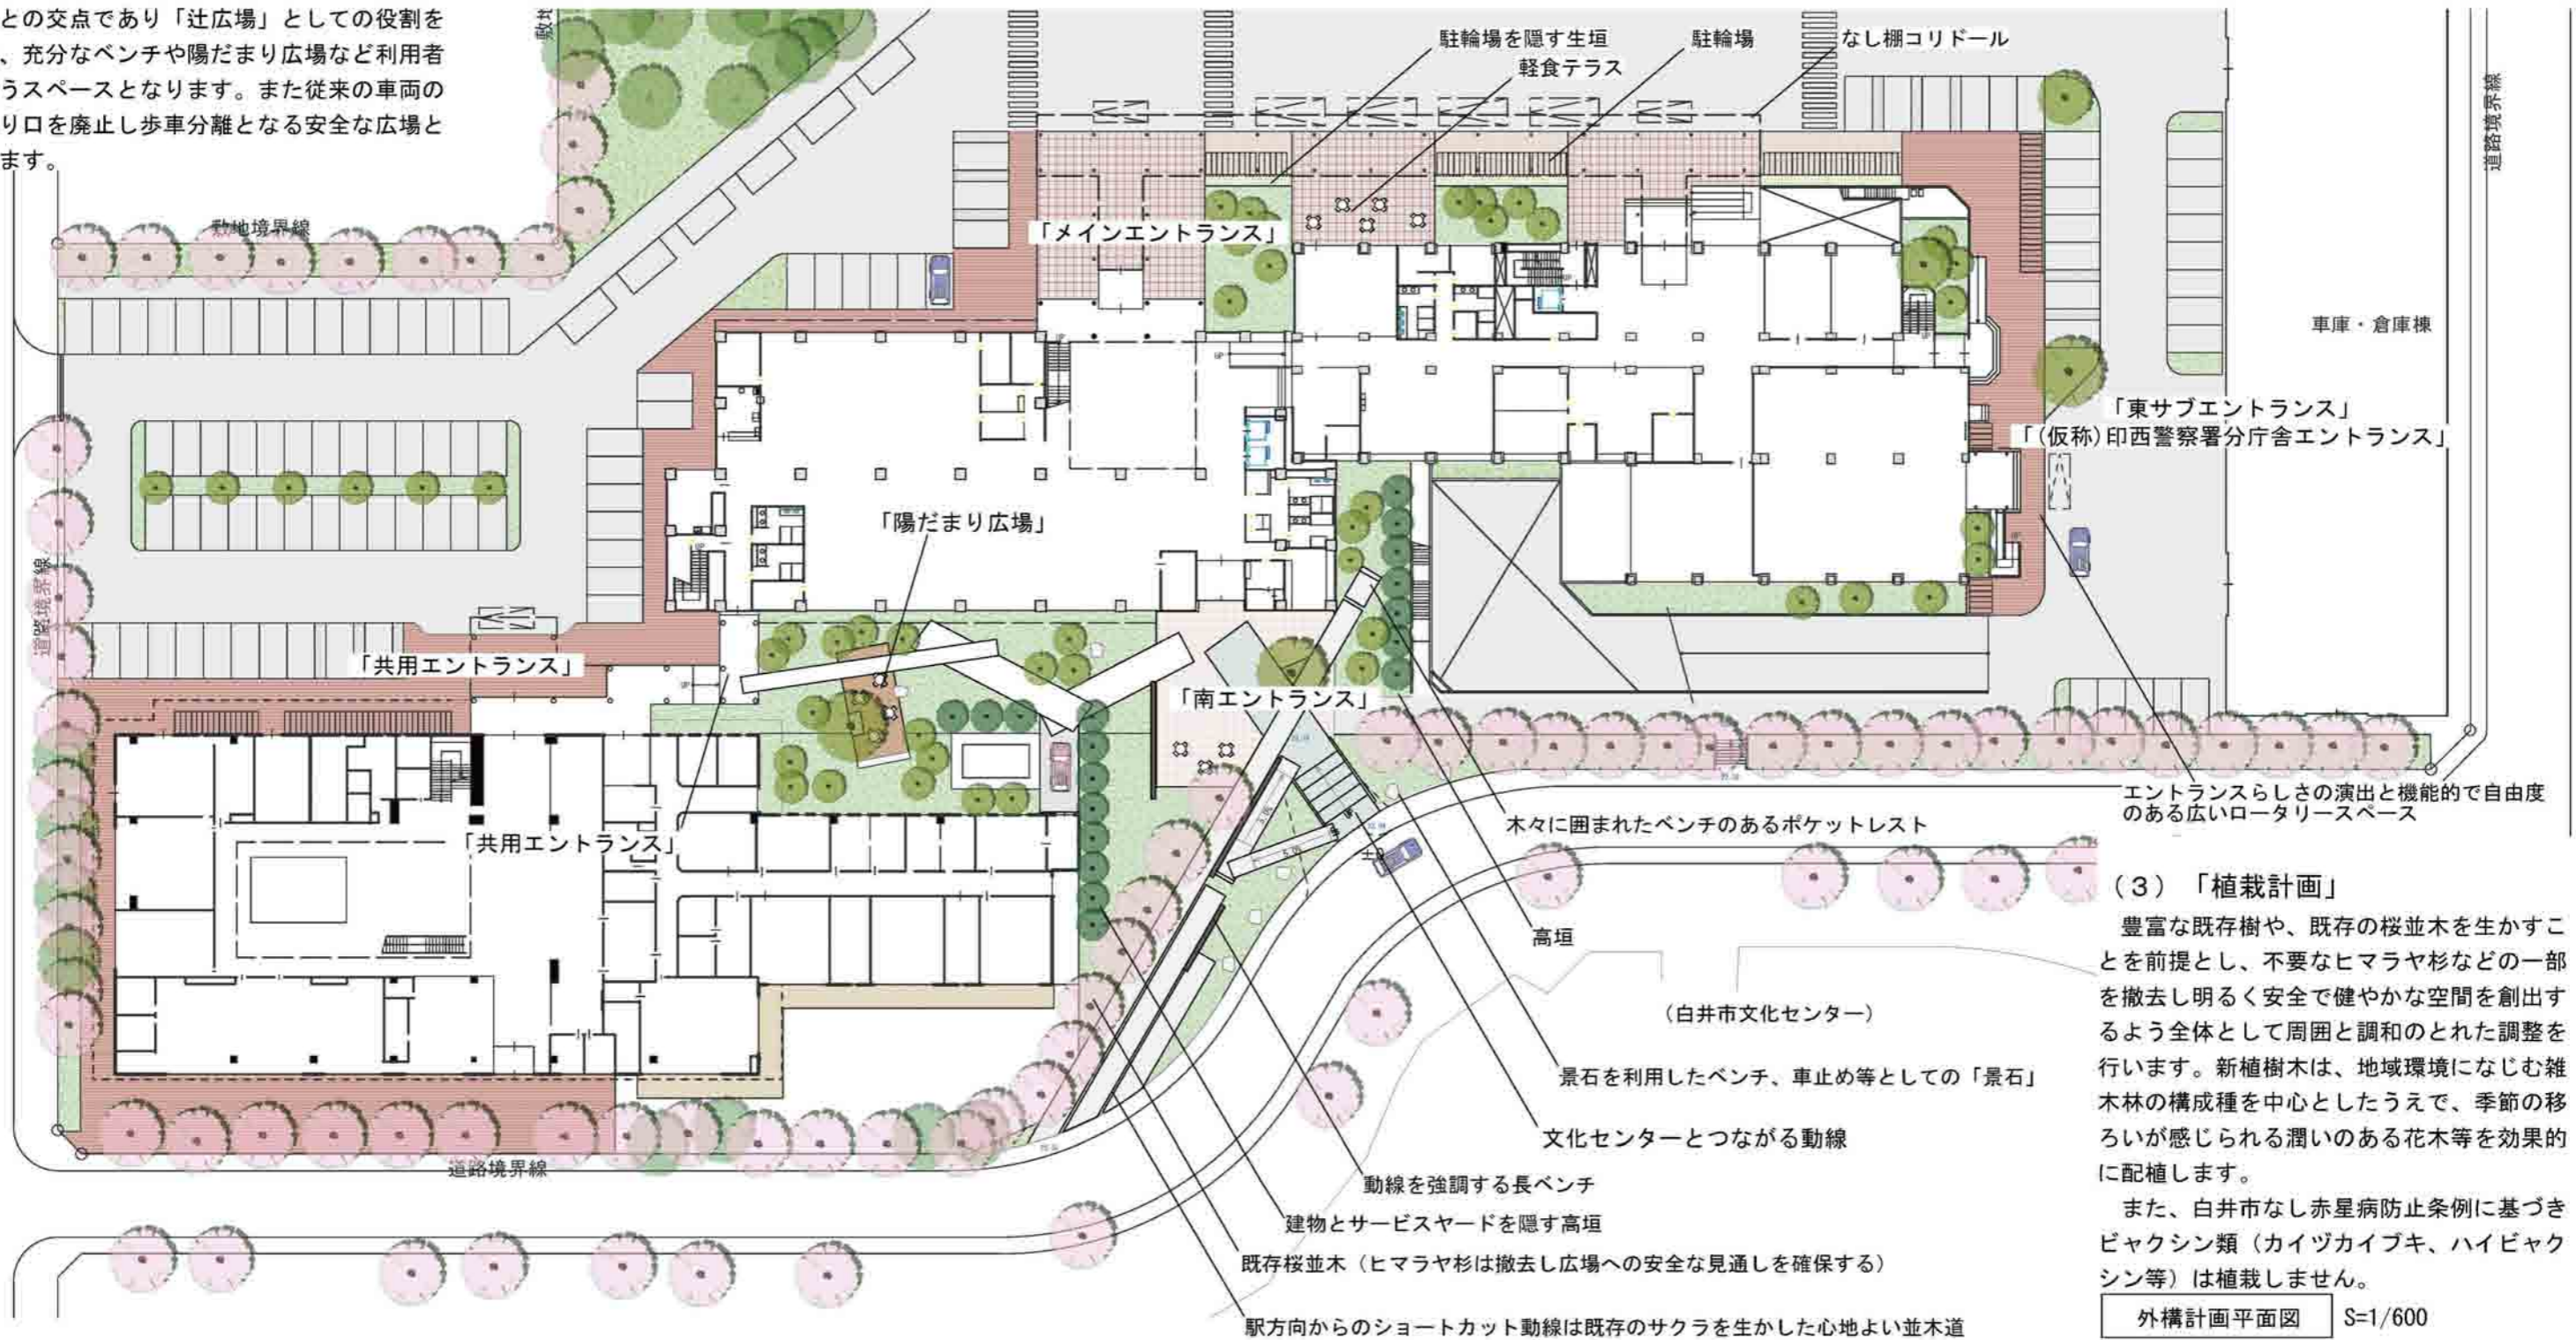 との交点であり「辻広場」としての役割を
、充分なベンチや陽だまり広場など利用者
うスペースとなります。また従来の車両の
り口を廃止し歩車分離となる安全な広場と
ます。
敷地
敷地境界線
駐輪場を隠す生垣
軽食テラス
駐輪場
なし棚コリドール
道路境界線
「メインエントランス」
車庫・倉庫棟
「東サブエントランス」
「(仮称)印西警察署分庁舎エントランス」
「陽だまり広場」
道路境界線
「共用エントランス」
「南エントランス」
「共用エントランス」
エントランスらしさの演出と機能的で自由度
のある広いロータリースペース
木々に囲まれたベンチのあるポケットレスト
高垣
（白井市文化センター）
景石を利用したベンチ、車止め等としての「景石」
文化センターとつながる動線
動線を強調する長ベンチ
建物とサービスヤードを隠す高垣
既存桜並木（ヒマラヤ杉は撤去し広場への安全な見通しを確保する）
駅方向からのショートカット動線は既存のサクラを生かした心地よい並木道
道路境界線
（３）「植栽計画」
豊富な既存樹や、既存の桜並木を生かすこ
とを前提とし、不要なヒマラヤ杉などの一部
を撤去し明るく安全で健やかな空間を創出す
るよう全体として周囲と調和のとれた調整を
行います。新植樹木は、地域環境になじむ雑
木林の構成種を中心としたうえで、季節の移
ろいが感じられる潤いのある花木等を効果的
に配植します。
また、白井市なし赤星病防止条例に基づき
ビャクシン類（カイヅカイブキ、ハイビャク
シン等）は植栽しません。
外構計画平面図 S=1/600